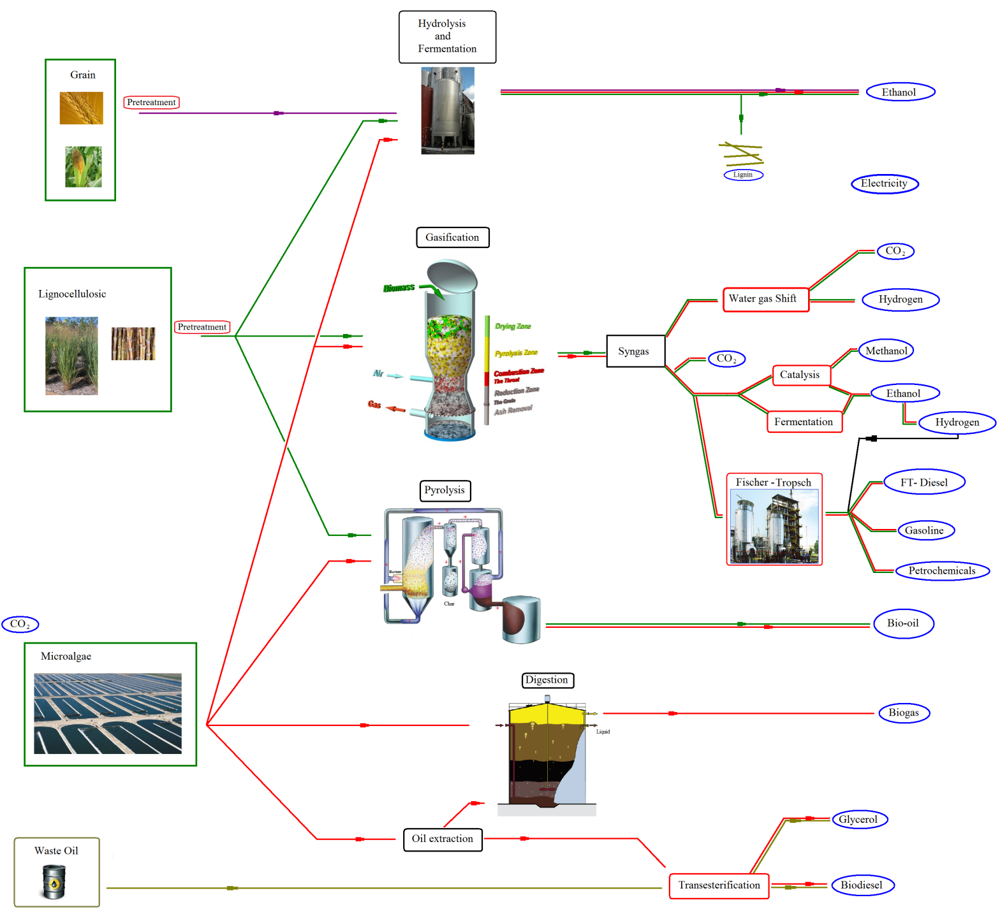 Hydrolysis
and
Fermentation
Grain
Pretreatment
Ethanol
Lignin
Electricity
Gasification
CO2
Lignocellulosic
Biomass
Water gas Shift
Hydrogen
Pretreatment
Drying Zone
Syngas
Pyrolysis Zone
CO2
Methanol
Air
Combustion Zone
The Throat
Catalysis
Reduction Zone
The Grate
Ethanol
Gas
Ash Removal
Fermentation
Hydrogen
Pyrolysis
Fischer -Tropsch
FT- Diesel
Gasoline
Burner
Petrochemicals
Char
CO2
Bio-oil
Microalgae
Digestion
Biogas
Liquid
Glycerol
Oil extraction
Waste Oil
Transesterification
Biodiesel